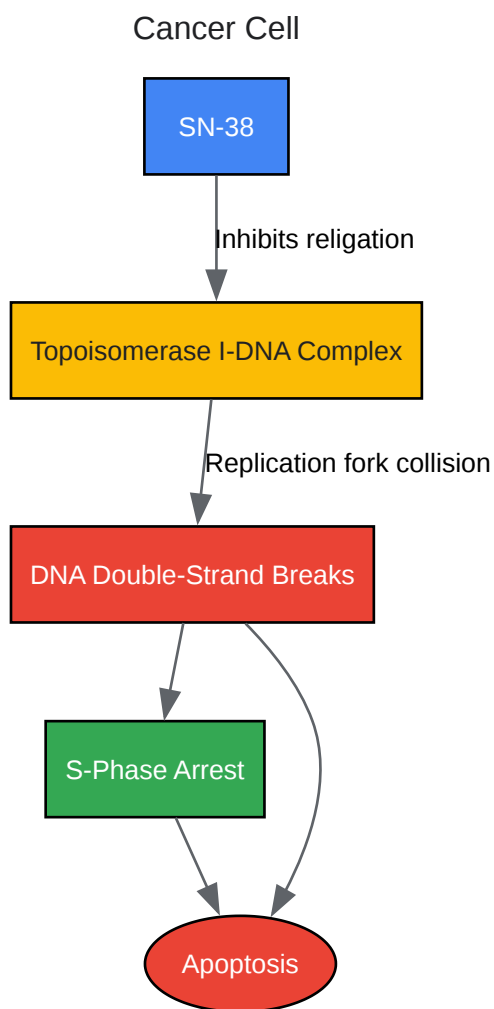 Cancer Cell
SN-38
Inhibits religation
Topoisomerase I-DNA Complex
Replication fork collision
DNA Double-Strand Breaks
S-Phase Arrest
Apoptosis